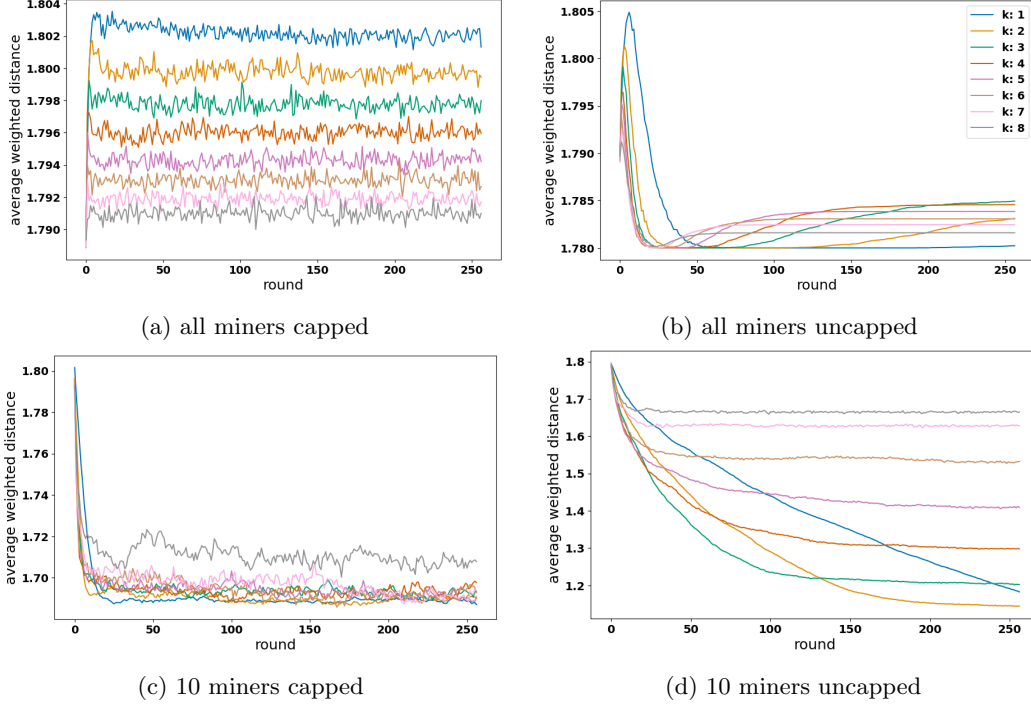 1.804
1.802
1.800
1.798
1.796
1.794
1.792
1.790
average weighted distance
0 50 100 150 200 250
round
(a) all miners capped
1.805
1.800
1.795
1.790
1.785
1.780
average weighted distance
0 50 100 150 200 250
round
k: 1
k: 2
k: 3
k: 4
k: 5
k: 6
k: 7
k: 8
(b) all miners uncapped
1.80
1.78
1.76
1.74
1.72
1.70
average weighted distance
0 50 100 150 200 250
round
(c) 10 miners capped
1.8
1.7
1.6
1.5
1.4
1.3
1.2
average weighted distance
0 50 100 150 200 250
round
(d) 10 miners uncapped